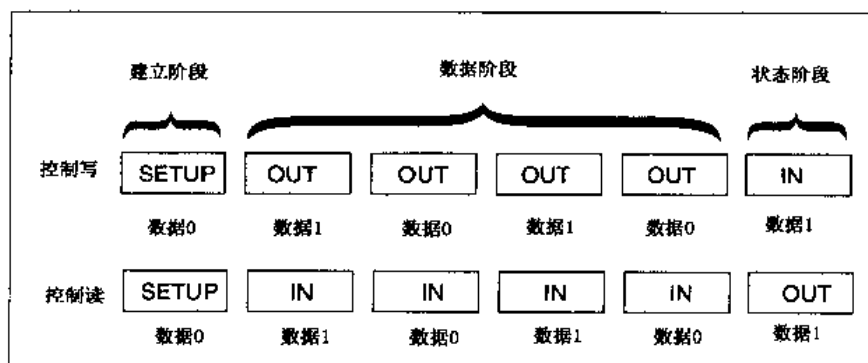 建立阶段 数据阶段 状态阶段
控制写 SETUP OUT OUT OUT OUT IN
数据0 数据1 数据0 数据1 数据0 数据1
控制读 SETUP IN IN IN IN OUT
数据0 数据1 数据0 数据1 数据0 数据1